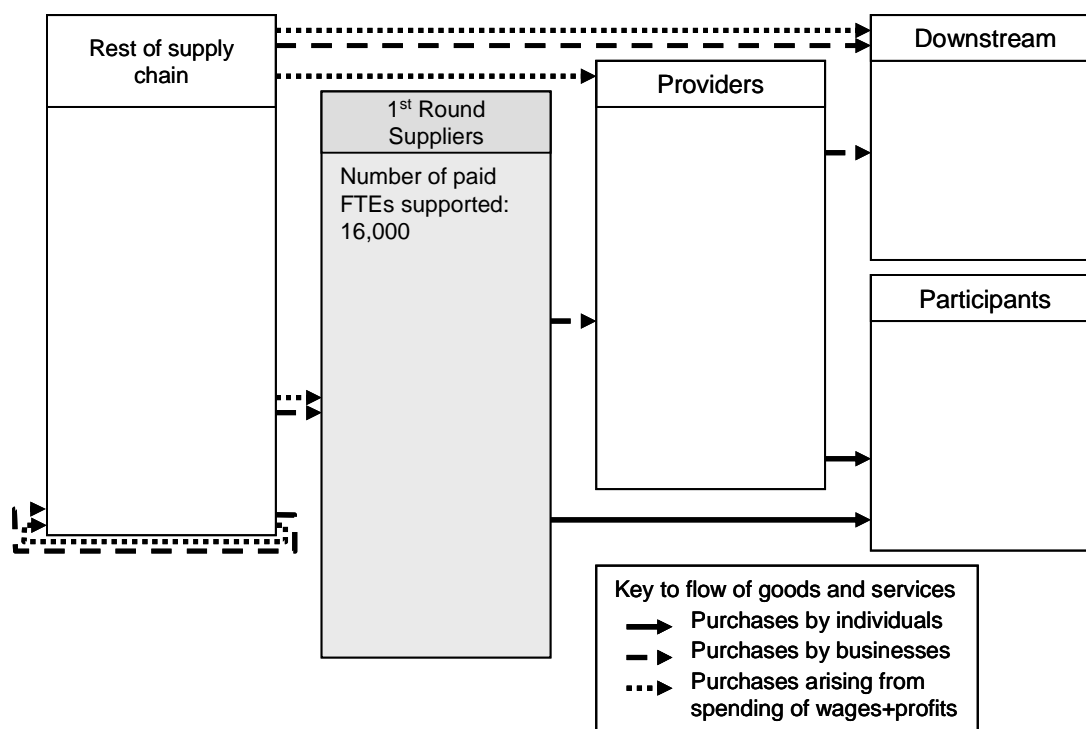 Rest of supply
chain
1st Round
Suppliers
Number of paid
FTEs supported:
16,000
Providers
Downstream
Participants
Key to flow of goods and services
Purchases by individuals
Purchases by businesses
Purchases arising from
spending of wages+profits